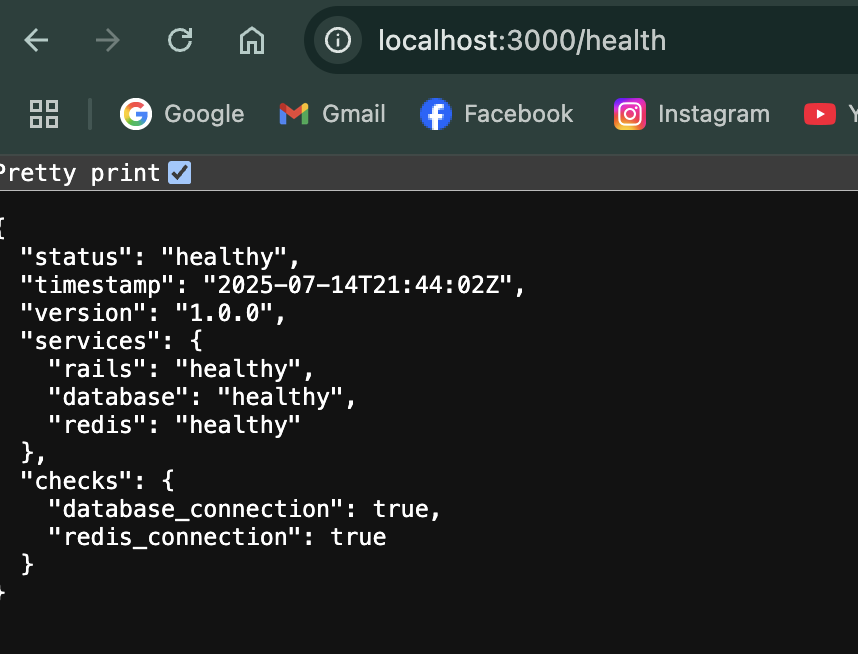 localhost:3000/health
Google Gmail Facebook Instagram Y
Pretty print
{
  "status": "healthy",
  "timestamp": "2025-07-14T21:44:02Z",
  "version": "1.0.0",
  "services": {
    "rails": "healthy",
    "database": "healthy",
    "redis": "healthy"
  },
  "checks": {
    "database_connection": true,
    "redis_connection": true
  }
}